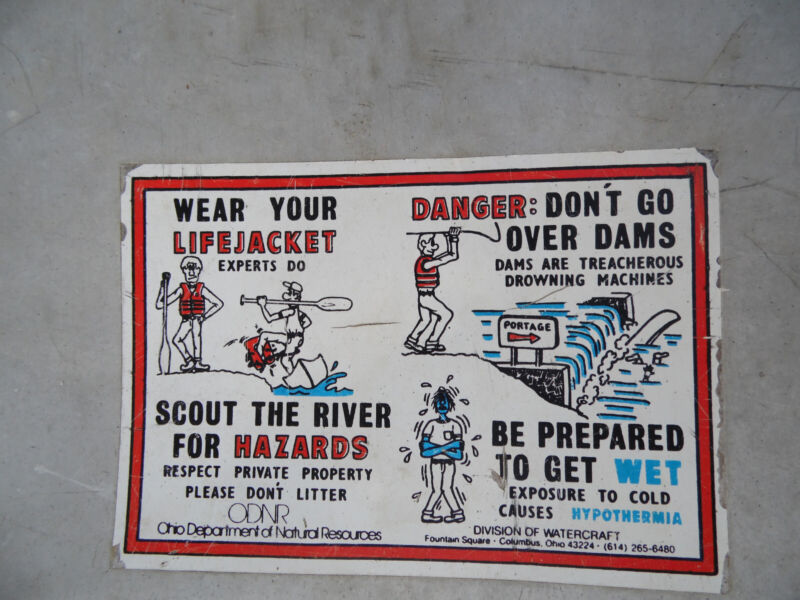 WEAR YOUR
LIFEJACKET
EXPERTS DO
DANGER: DON'T GO
OVER DAMS
DAMS ARE TREACHEROUS
DROWNING MACHINES
PORTAGE
SCOUT THE RIVER
FOR HAZARDS
RESPECT PRIVATE PROPERTY
PLEASE DON'T LITTER
ODNR
Ohio Department of Natural Resources
BE PREPARED
TO GET WET
EXPOSURE TO COLD
CAUSES HYPOTHERMIA
DIVISION OF WATERCRAFT
Fountain Square · Columbus, Ohio 43224 · (614) 265-6480